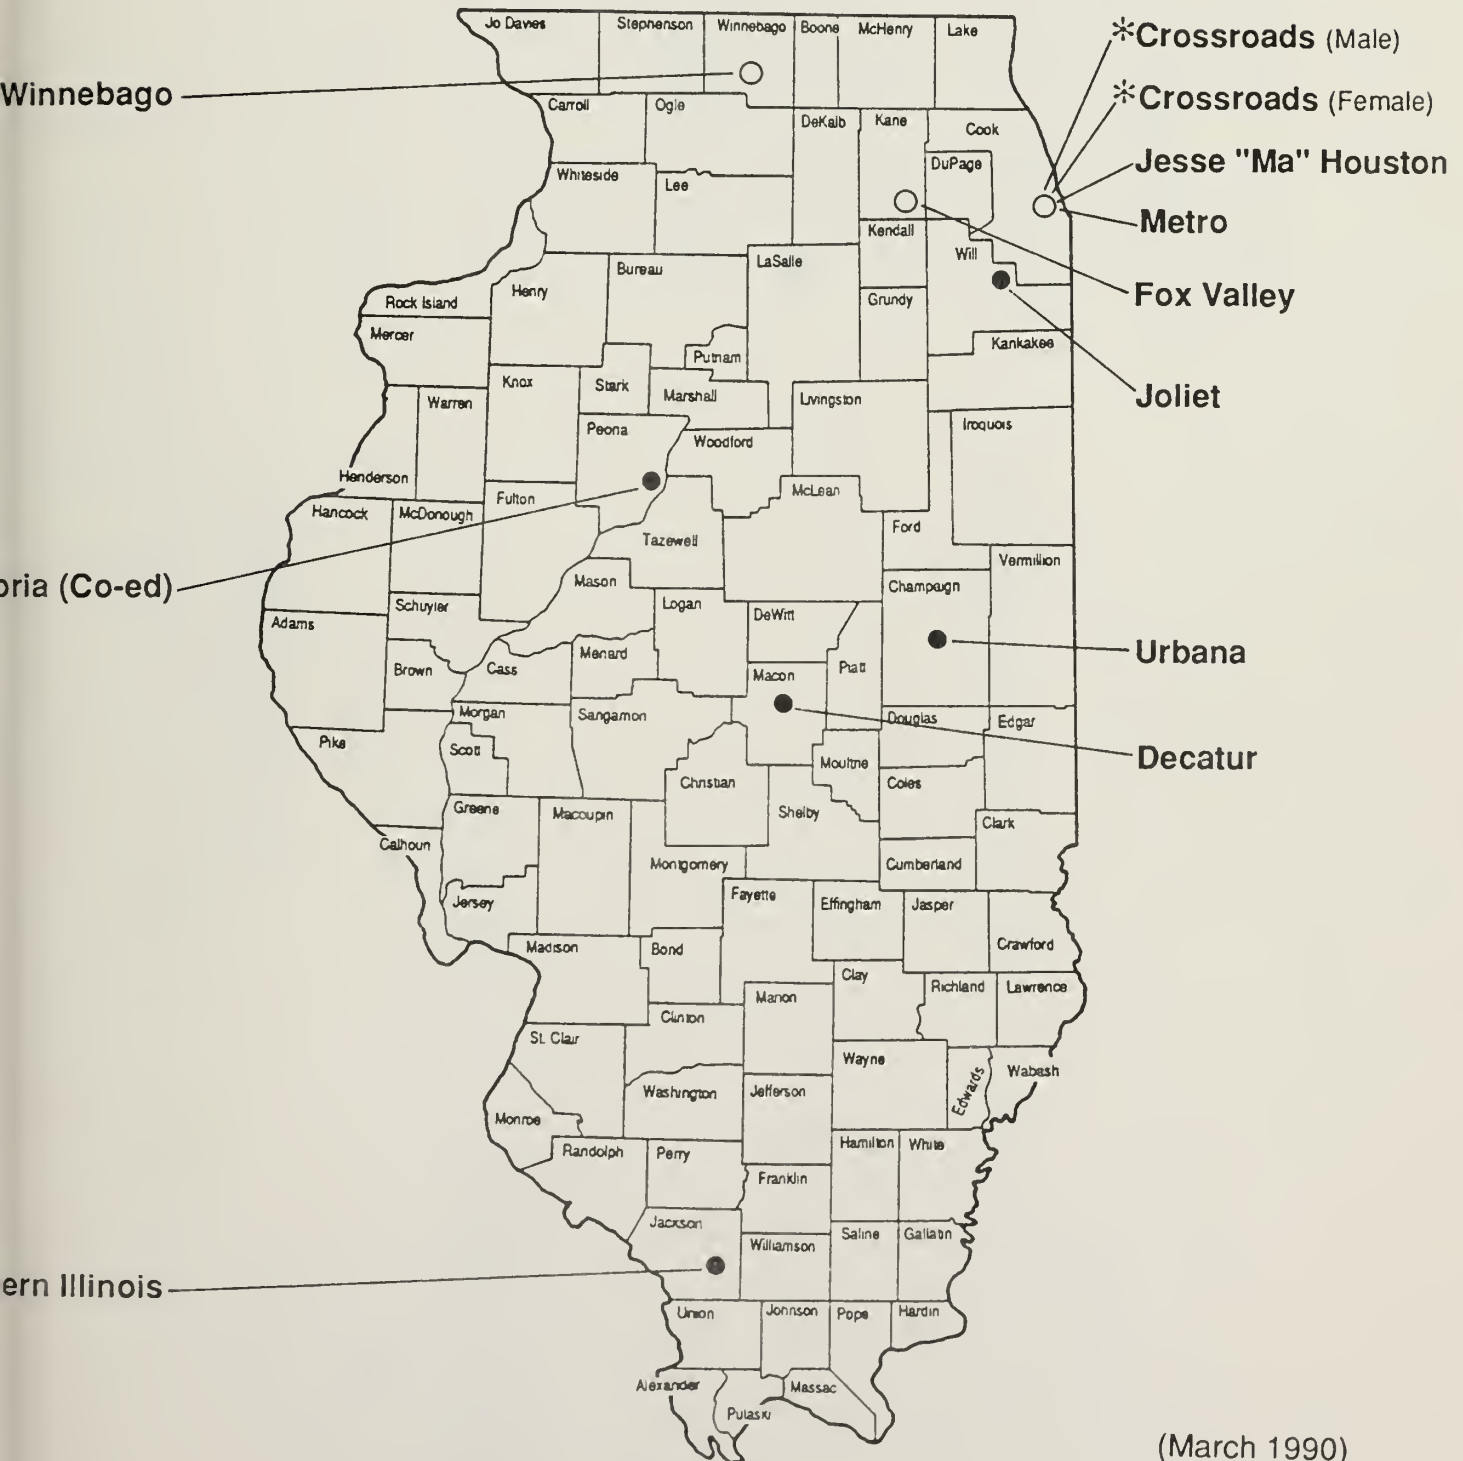 Jo Davies Stephenson Winnebago Boone McHenry Lake
*Crossroads (Male)
Winnebago
*Crossroads (Female)
Carroll Ogle DeKalb Kane Cook
DuPage
Jesse "Ma" Houston
Whiteside Lee
Metro
Kendall
Will
LaSalle
Bureau
Henry
Fox Valley
Rock Island
Grundy
Mercer
Kankakee
Putnam
Knox Stark Marshall Livingston
Joliet
Warren
Peoria Woodford Iroquois
Henderson
McLean
Fulton
Hancock McDonough
Ford
Tazewell
Vermillion
oria (Co-ed)
Mason Champaign
Schuyler Logan DeWitt
Adams
Menard
Urbana
Brown Cass Macon Piatt
Morgan Sangamon Douglas Edgar
Pike Scott
Decatur
Moultrie
Christian Coles
Greene Macoupin Shelby
Clark
Calhoun
Montgomery Cumberland
Fayette Effingham Jasper
Jersey
Madison Bond Crawford
Clay
Richland Lawrence
Marion
Clinton
St. Clair
Wayne
Wabash
Edwards
Washington Jefferson
Monroe
Hamilton White
Randolph Perry
Franklin
Jackson
Saline Gallatin
Williamson
ern Illinois
Union Johnson Pope Hardin
Alexander Massac
Pulaski
(March 1990)